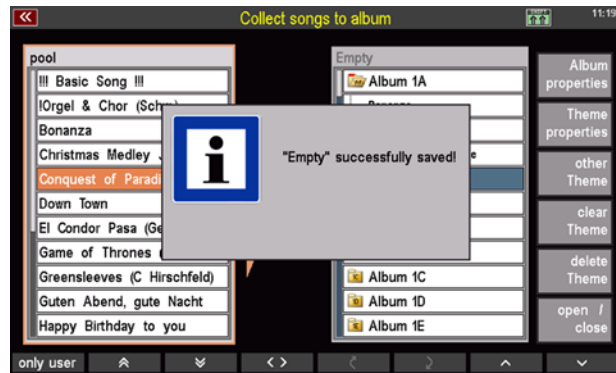 Collect songs to album
11:19
pool
!!! Basic Song !!!
!Orgel & Chor (Sch
Bonanza
Christmas Medley
Conquest of Paradi
Down Town
El Condor Pasa (Ge
Game of Thrones
Greensleeves (C Hirschfeld)
Guten Abend, gute Nacht
Happy Birthday to you
"Empty" successfully saved!
Empty
Album 1A
Album 1C
Album 1D
Album 1E
Album
properties
Theme
properties
other
Theme
clear
Theme
delete
Theme
open /
close
only user